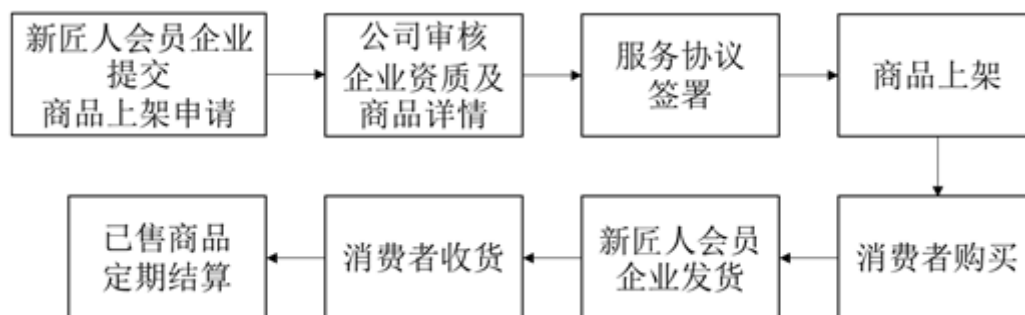 新匠人会员企业
提交
商品上架申请
公司审核
企业资质及
商品详情
服务协议
签署
商品上架
消费者购买
新匠人会员
企业发货
消费者收货
已售商品
定期结算